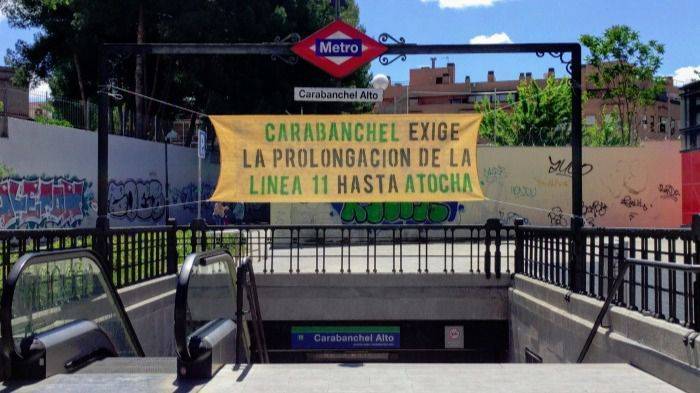 Metro
Carabanchel Alto
CARABANCHEL EXIGE
LA PROLONGACION DE LA
LINEA 11 HASTA ATOCHA
Carabanchel Alto